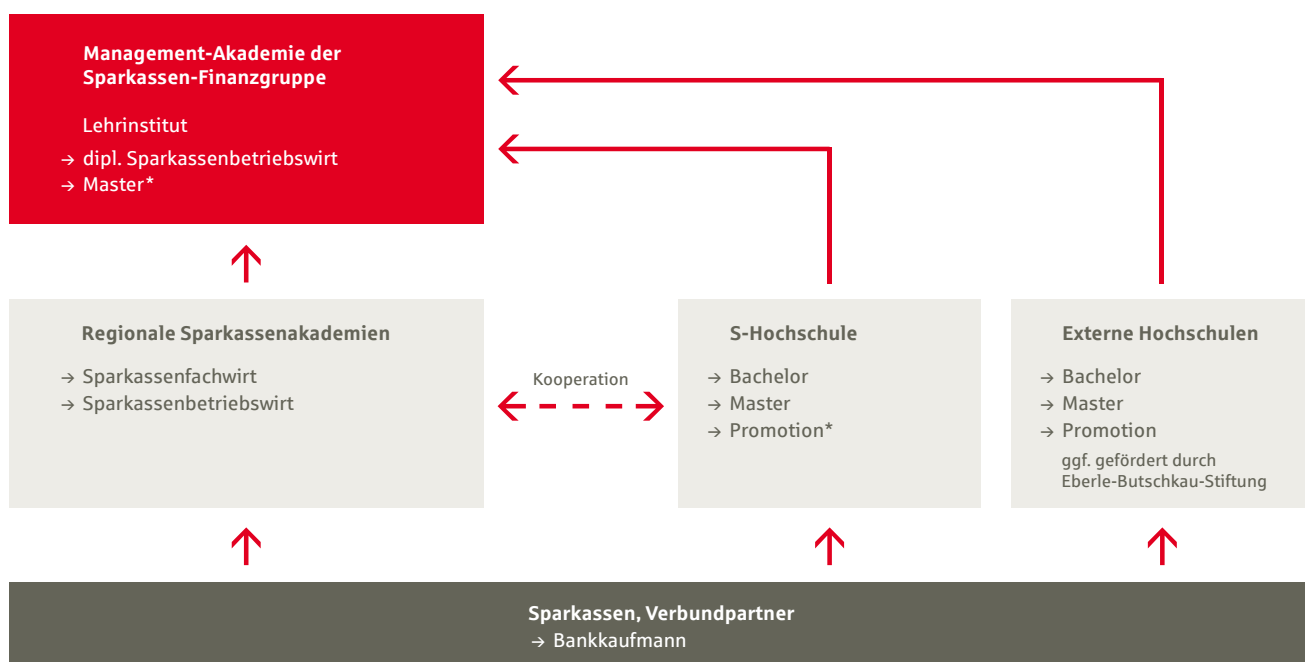 Management-Akademie der
Sparkassen-Finanzgruppe
Lehrinstitut
→ dipl. Sparkassenbetriebswirt
→ Master*
Regionale Sparkassenakademien
→ Sparkassenfachwirt
→ Sparkassenbetriebswirt
Kooperation
S-Hochschule
→ Bachelor
→ Master
→ Promotion*
Externe Hochschulen
→ Bachelor
→ Master
→ Promotion
ggf. gefördert durch
Eberle-Butschkau-Stiftung
Sparkassen, Verbundpartner
→ Bankkaufmann